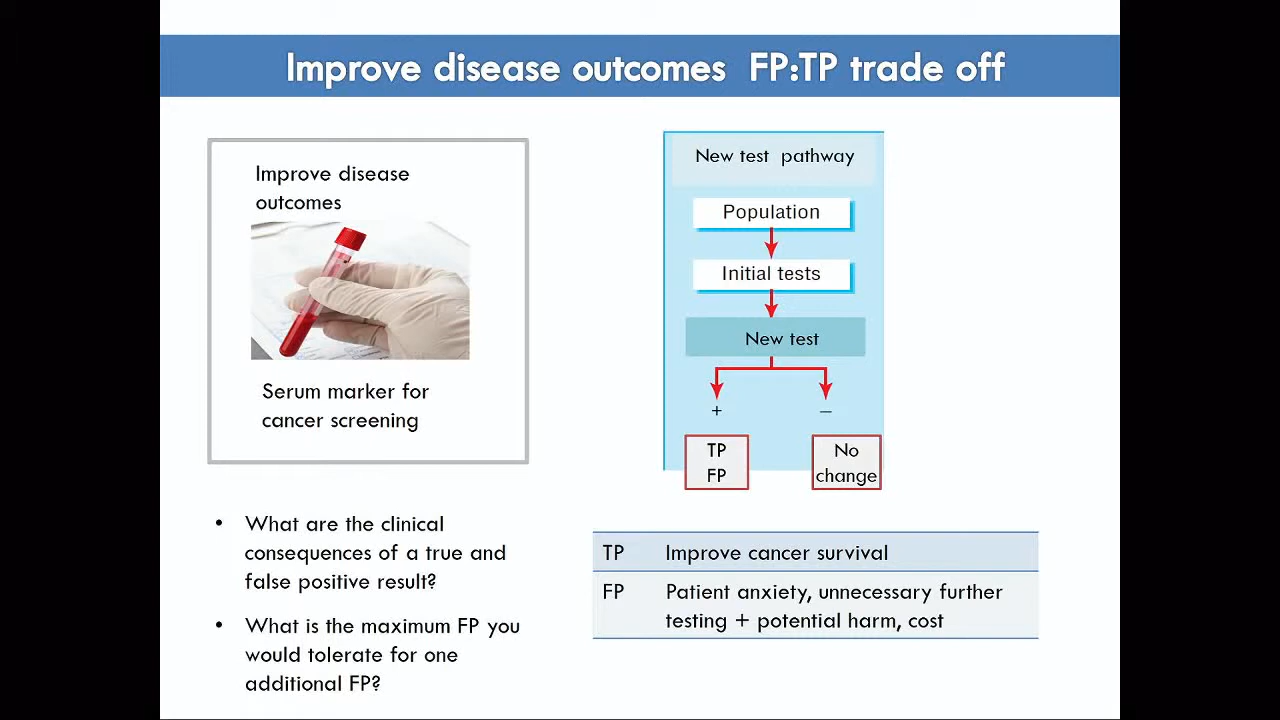 Improve disease outcomes FP:TP trade off
Improve disease
outcomes
Serum marker for
cancer screening
New test pathway
Population
Initial tests
New test
+
–
TP
FP
No
change
• What are the clinical
consequences of a true and
false positive result?
• What is the maximum FP you
would tolerate for one
additional FP?
TP Improve cancer survival
FP Patient anxiety, unnecessary further
testing + potential harm, cost